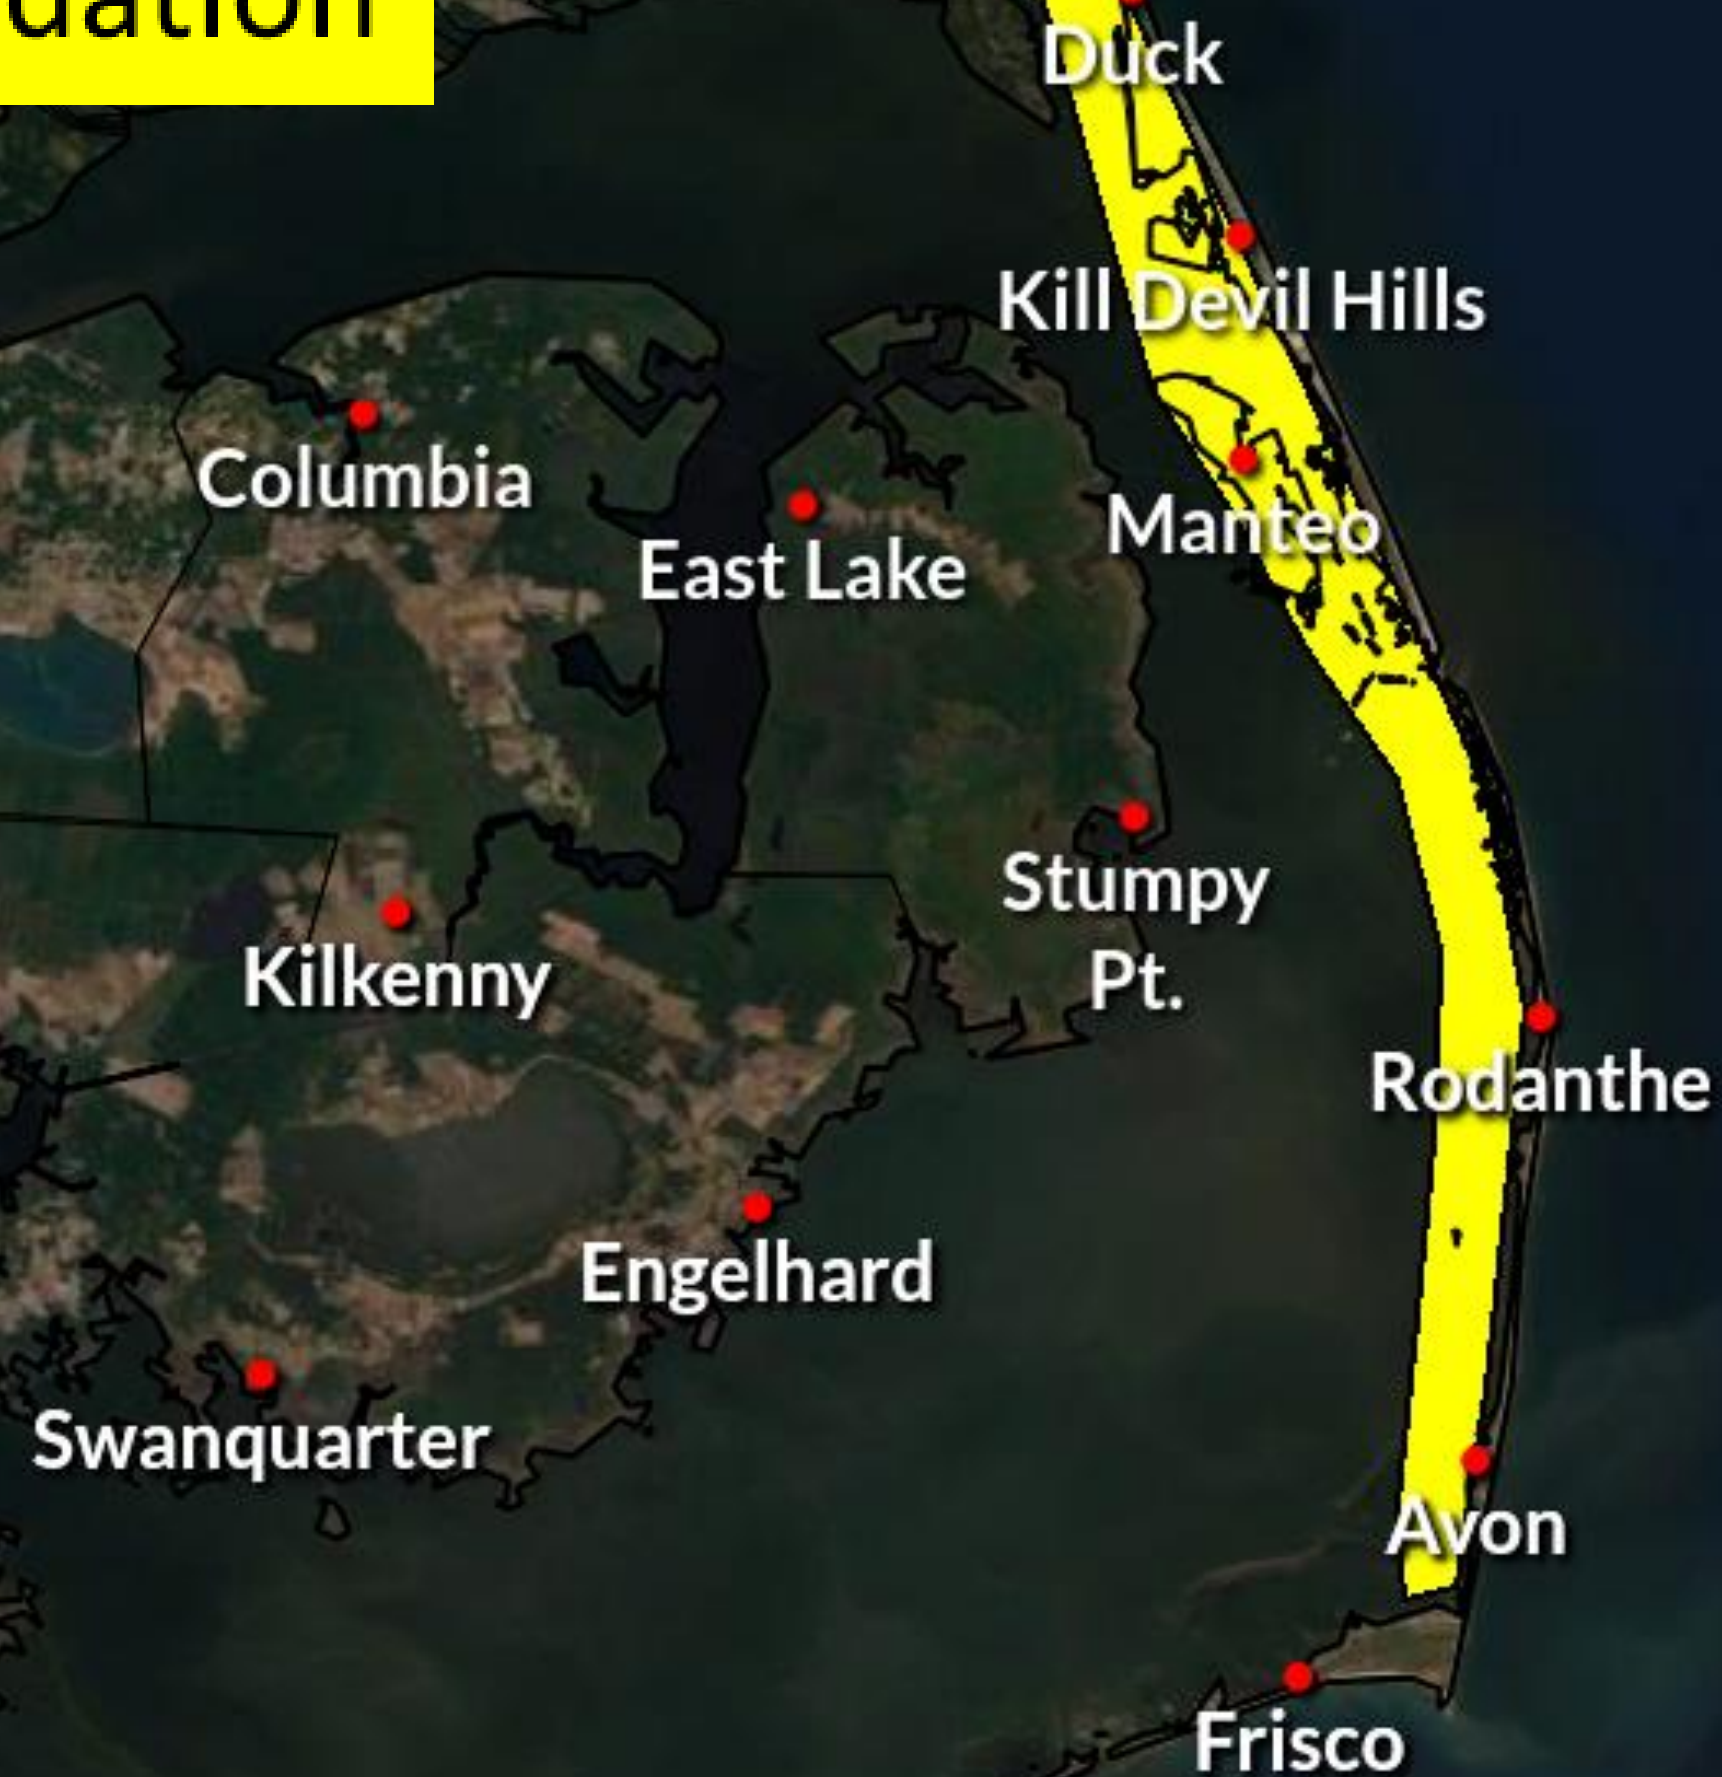 Duck
Kill Devil Hills
Columbia
Manteo
East Lake
Stumpy
Pt.
Kilkenny
Rodanthe
Engelhard
Swanquarter
Avon
Frisco